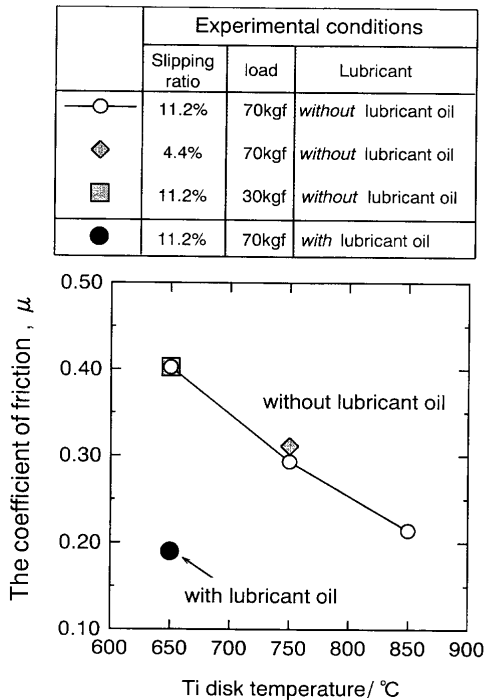 Experimental conditions
Slipping ratio load Lubricant
11.2% 70kgf without lubricant oil
4.4% 70kgf without lubricant oil
11.2% 30kgf without lubricant oil
11.2% 70kgf with lubricant oil
The coefficient of friction , μ
0.50
0.40
0.30
0.20
0.10
without lubricant oil
with lubricant oil
600 650 700 750 800 850 900
Ti disk temperature/ ℃